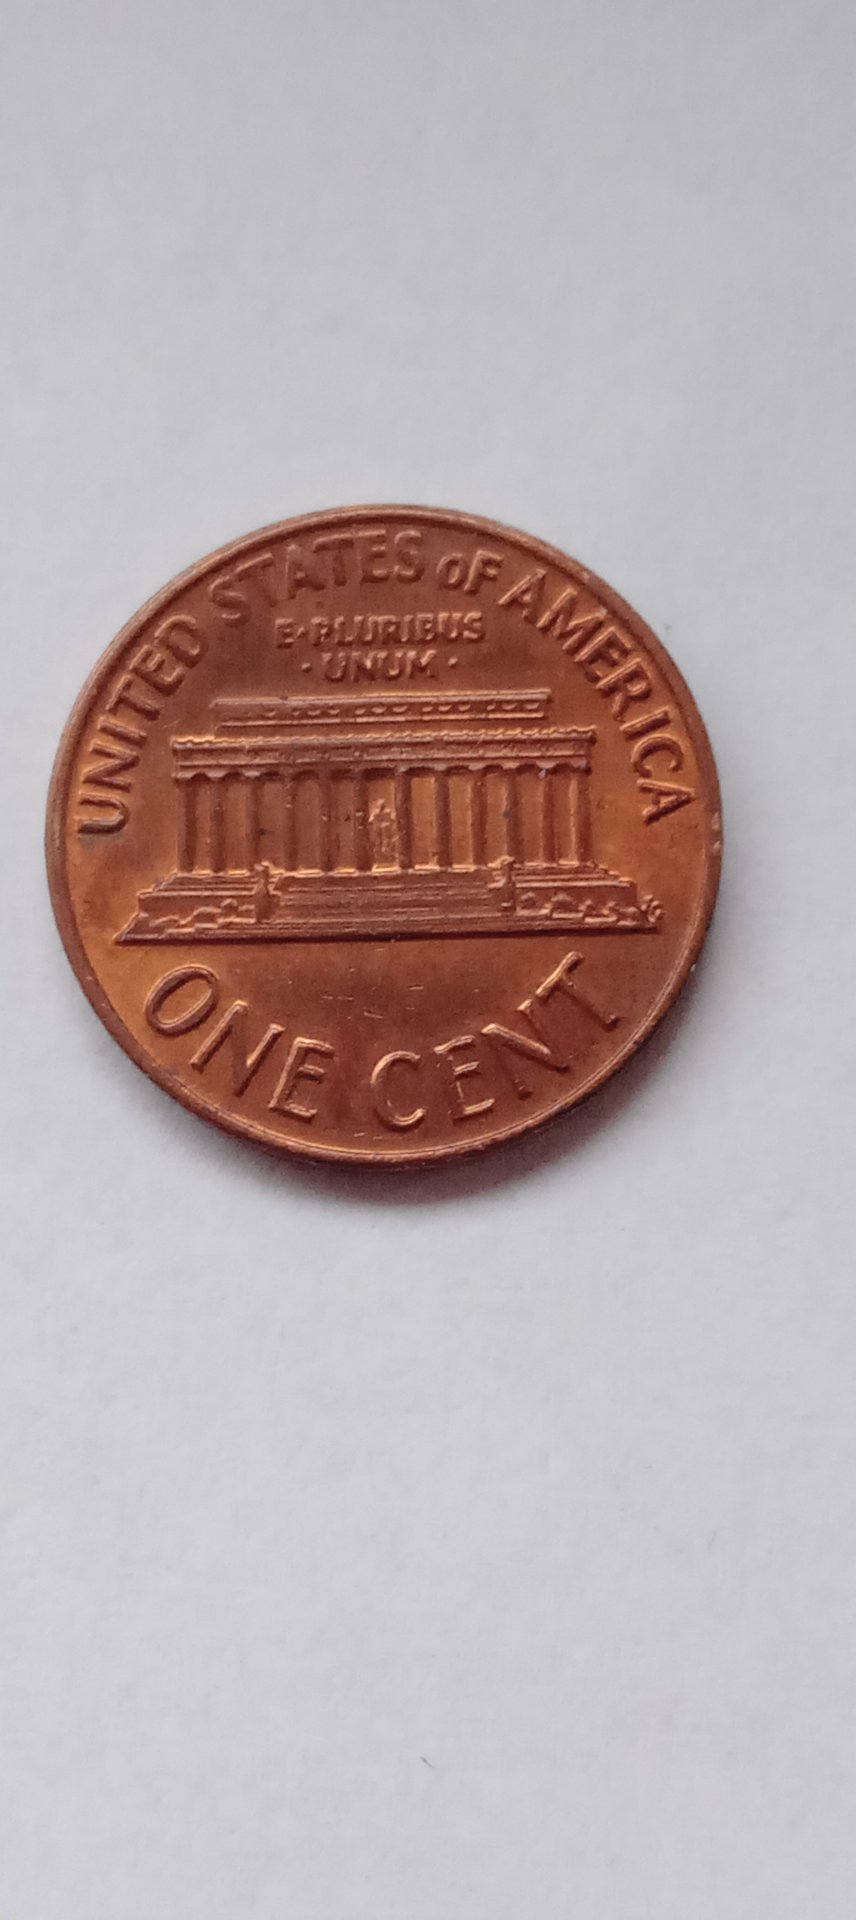 UNITED STATES oF AMERICA
E·PLURIBUS
·UNUM·
ONE CENT